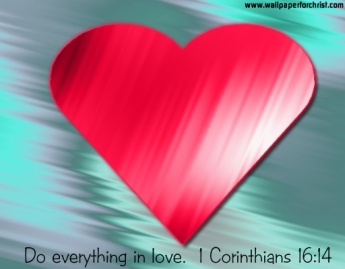 www.wallpaperforchrist.com
Do everything in love. 1 Corinthians 16:14